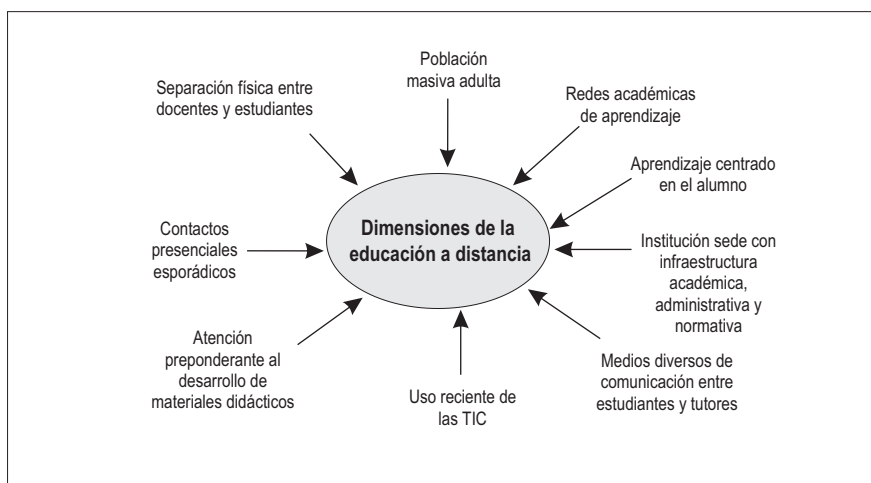 Población
masiva adulta
Separación física entre
docentes y estudiantes
Redes académicas
de aprendizaje
Aprendizaje centrado
en el alumno
Dimensiones de la
educación a distancia
Contactos
presenciales
esporádicos
Institución sede con
infraestructura
académica,
administrativa y
normativa
Atención
preponderante al
desarrollo de
materiales didácticos
Uso reciente de
las TIC
Medios diversos de
comunicación entre
estudiantes y tutores